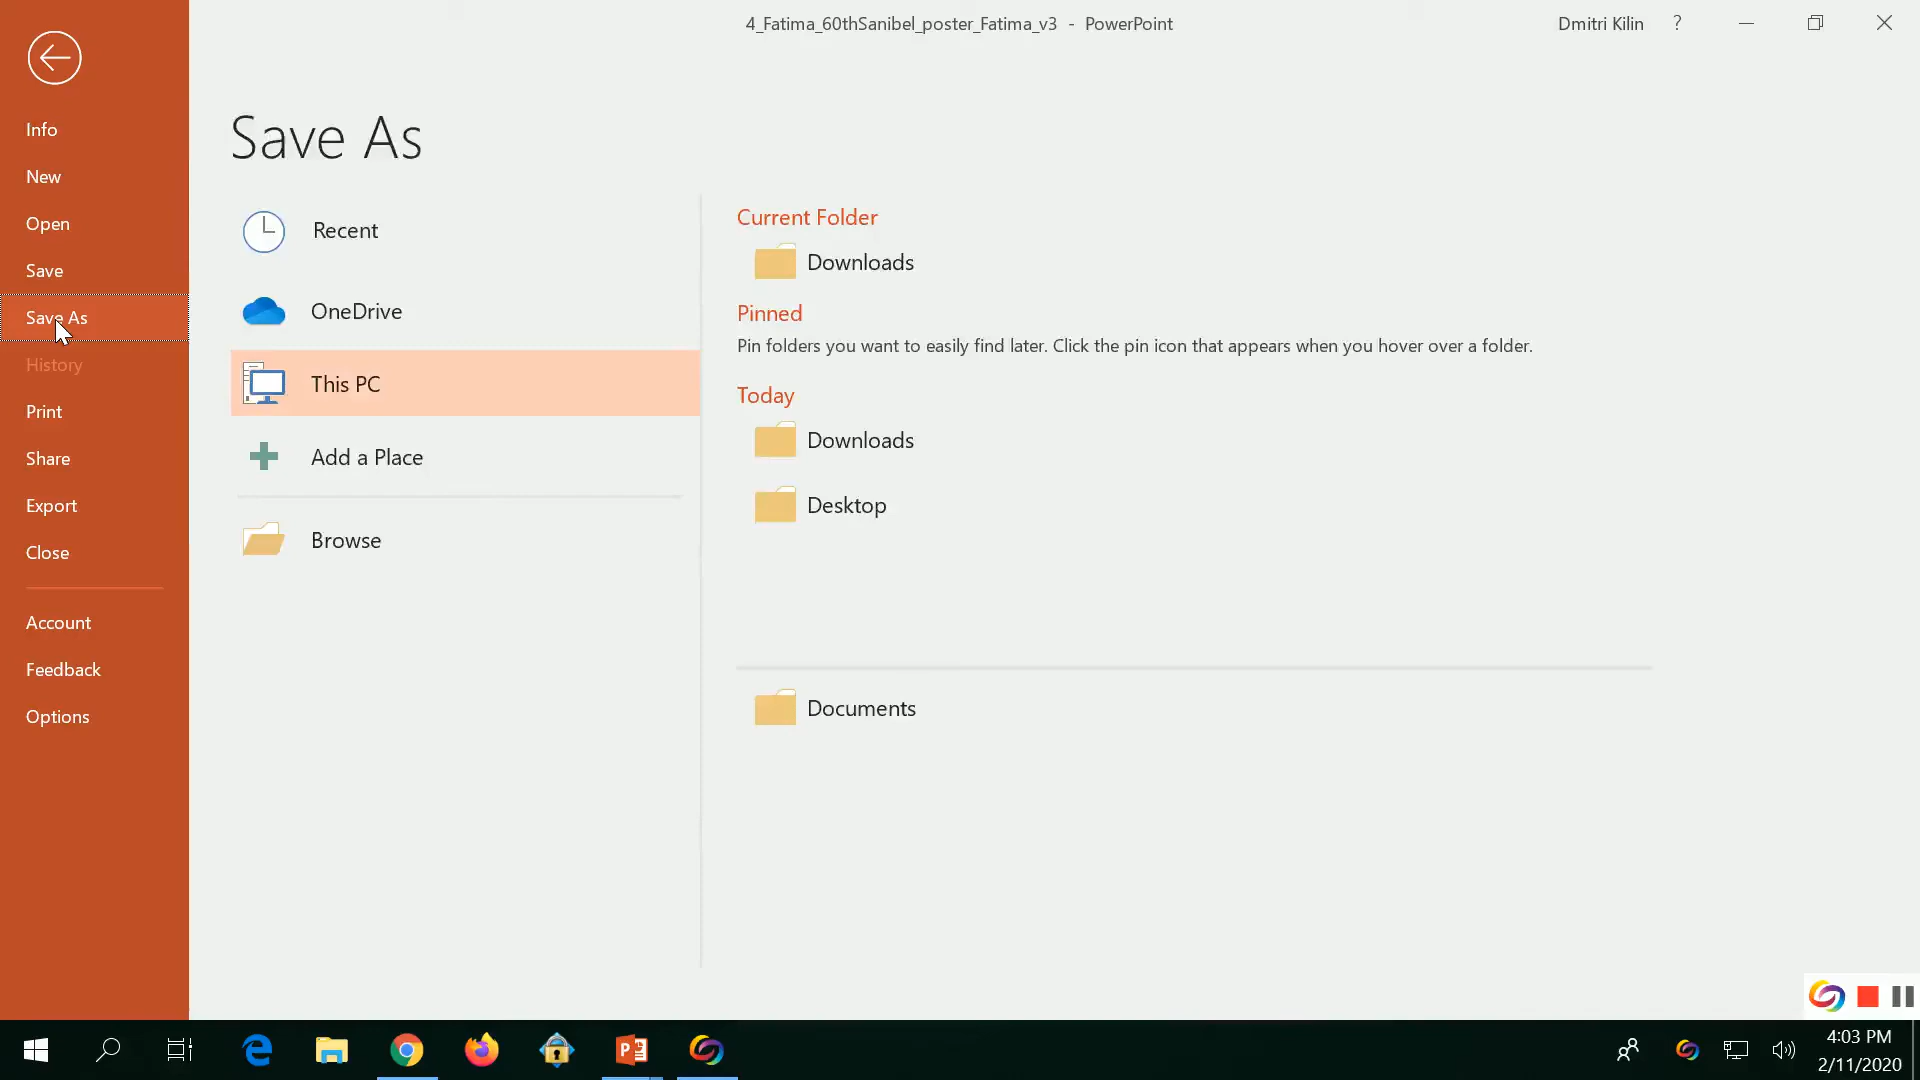 4_Fatima_60thSanibel_poster_Fatima_v3 - PowerPoint
Dmitri Kilin
?
Info
New
Open
Save
Save As
History
Print
Share
Export
Close
Account
Feedback
Options
Save As
Recent
OneDrive
This PC
Add a Place
Browse
Current Folder
Downloads
Pinned
Pin folders you want to easily find later. Click the pin icon that appears when you hover over a folder.
Today
Downloads
Desktop
Documents
4:03 PM
2/11/2020